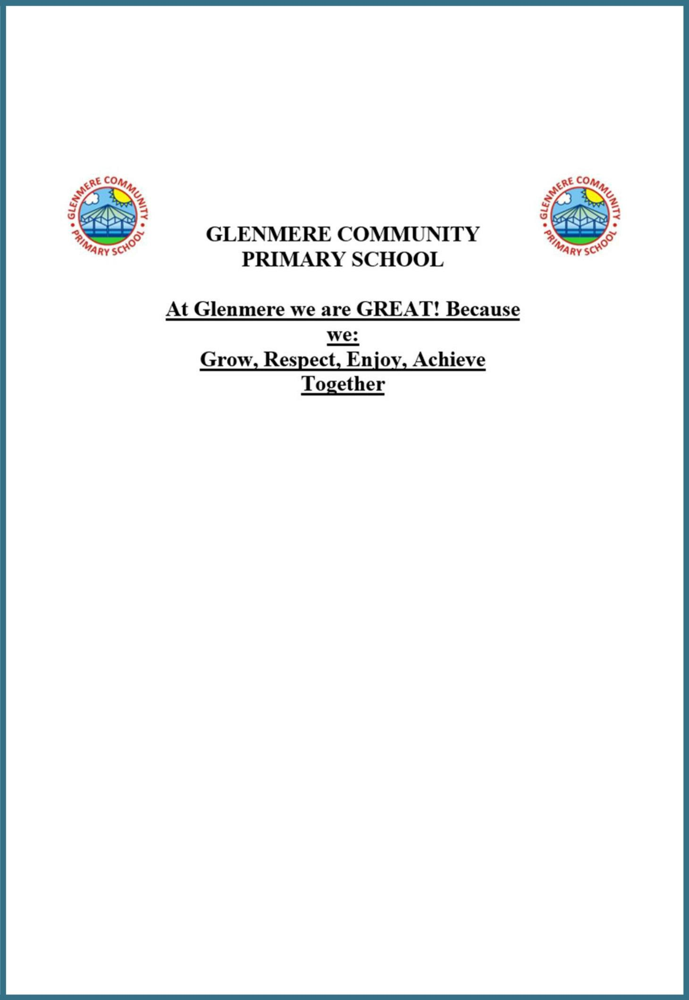 GLENMERE COMMUNITY
• PRIMARY SCHOOL •
GLENMERE COMMUNITY
• PRIMARY SCHOOL •
GLENMERE COMMUNITY
PRIMARY SCHOOL
At Glenmere we are GREAT! Because
we:
Grow, Respect, Enjoy, Achieve
Together